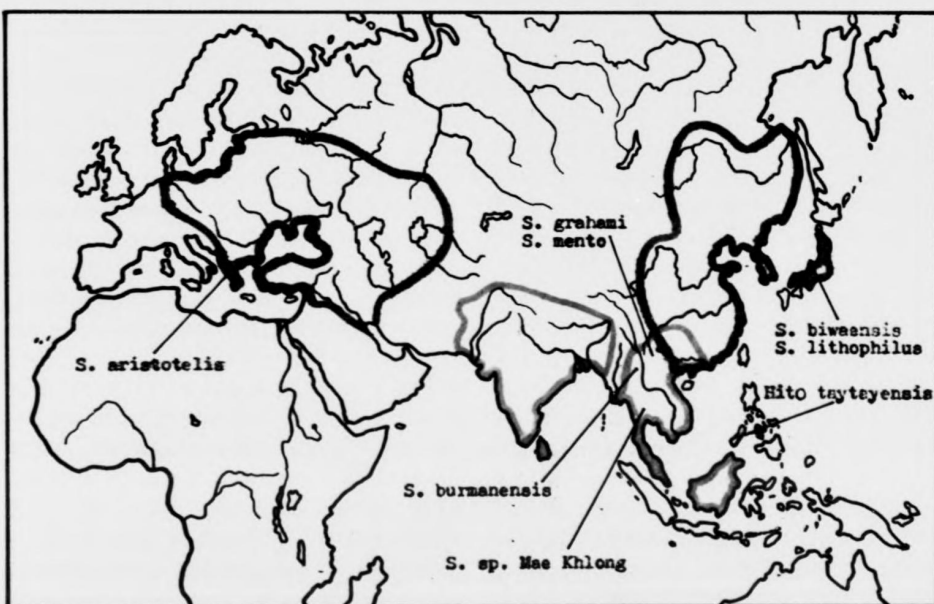 S. grahami
S. mento
S. biwaensis
S. lithophilus
S. aristotelis
Hito taytayensis
S. burmanensis
S. sp. Mae Khlong